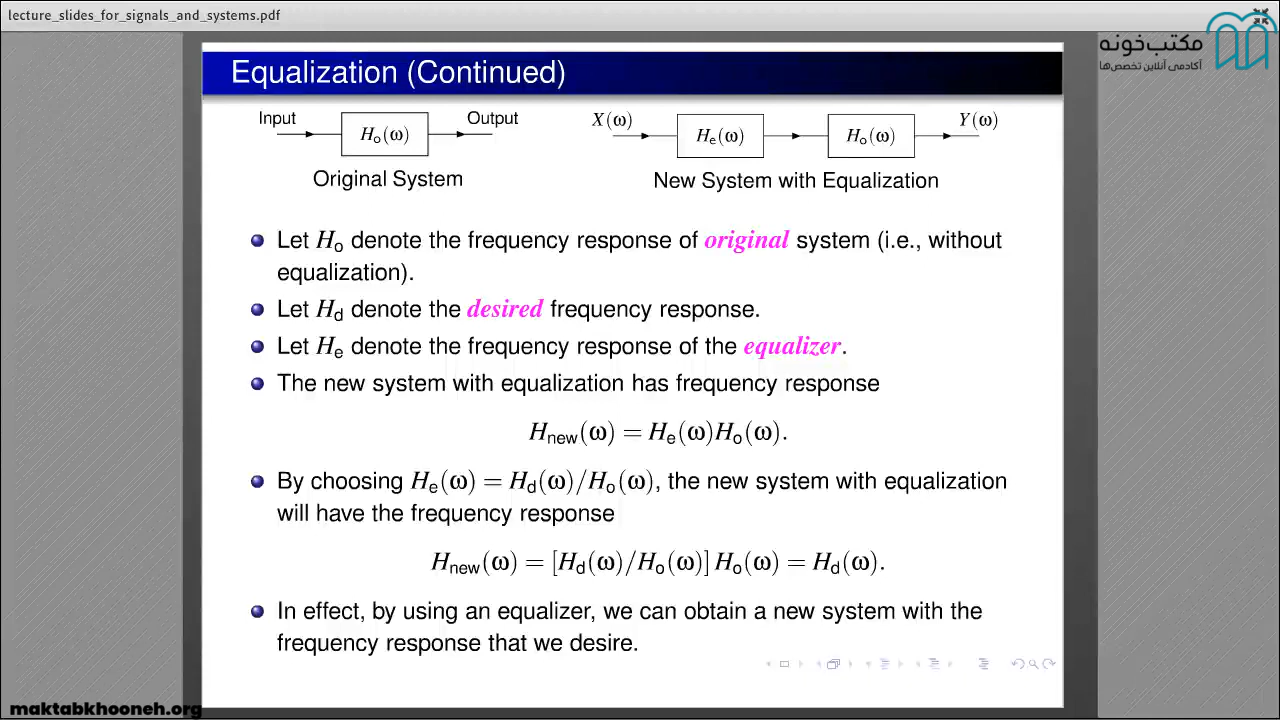 lecture_slides_for_signals_and_systems.pdf
مکتب‌خونه
آکادمی آنلاین تخصص‌ها
Equalization (Continued)
Input Ho(ω) Output X(ω) He(ω) Ho(ω) Y(ω)
Original System New System with Equalization
Let Ho denote the frequency response of original system (i.e., without
equalization).
Let Hd denote the desired frequency response.
Let He denote the frequency response of the equalizer.
The new system with equalization has frequency response
Hnew(ω) = He(ω)Ho(ω).
By choosing He(ω) = Hd(ω)/Ho(ω), the new system with equalization
will have the frequency response
Hnew(ω) = [Hd(ω)/Ho(ω)] Ho(ω) = Hd(ω).
In effect, by using an equalizer, we can obtain a new system with the
frequency response that we desire.
maktabkhooneh.org